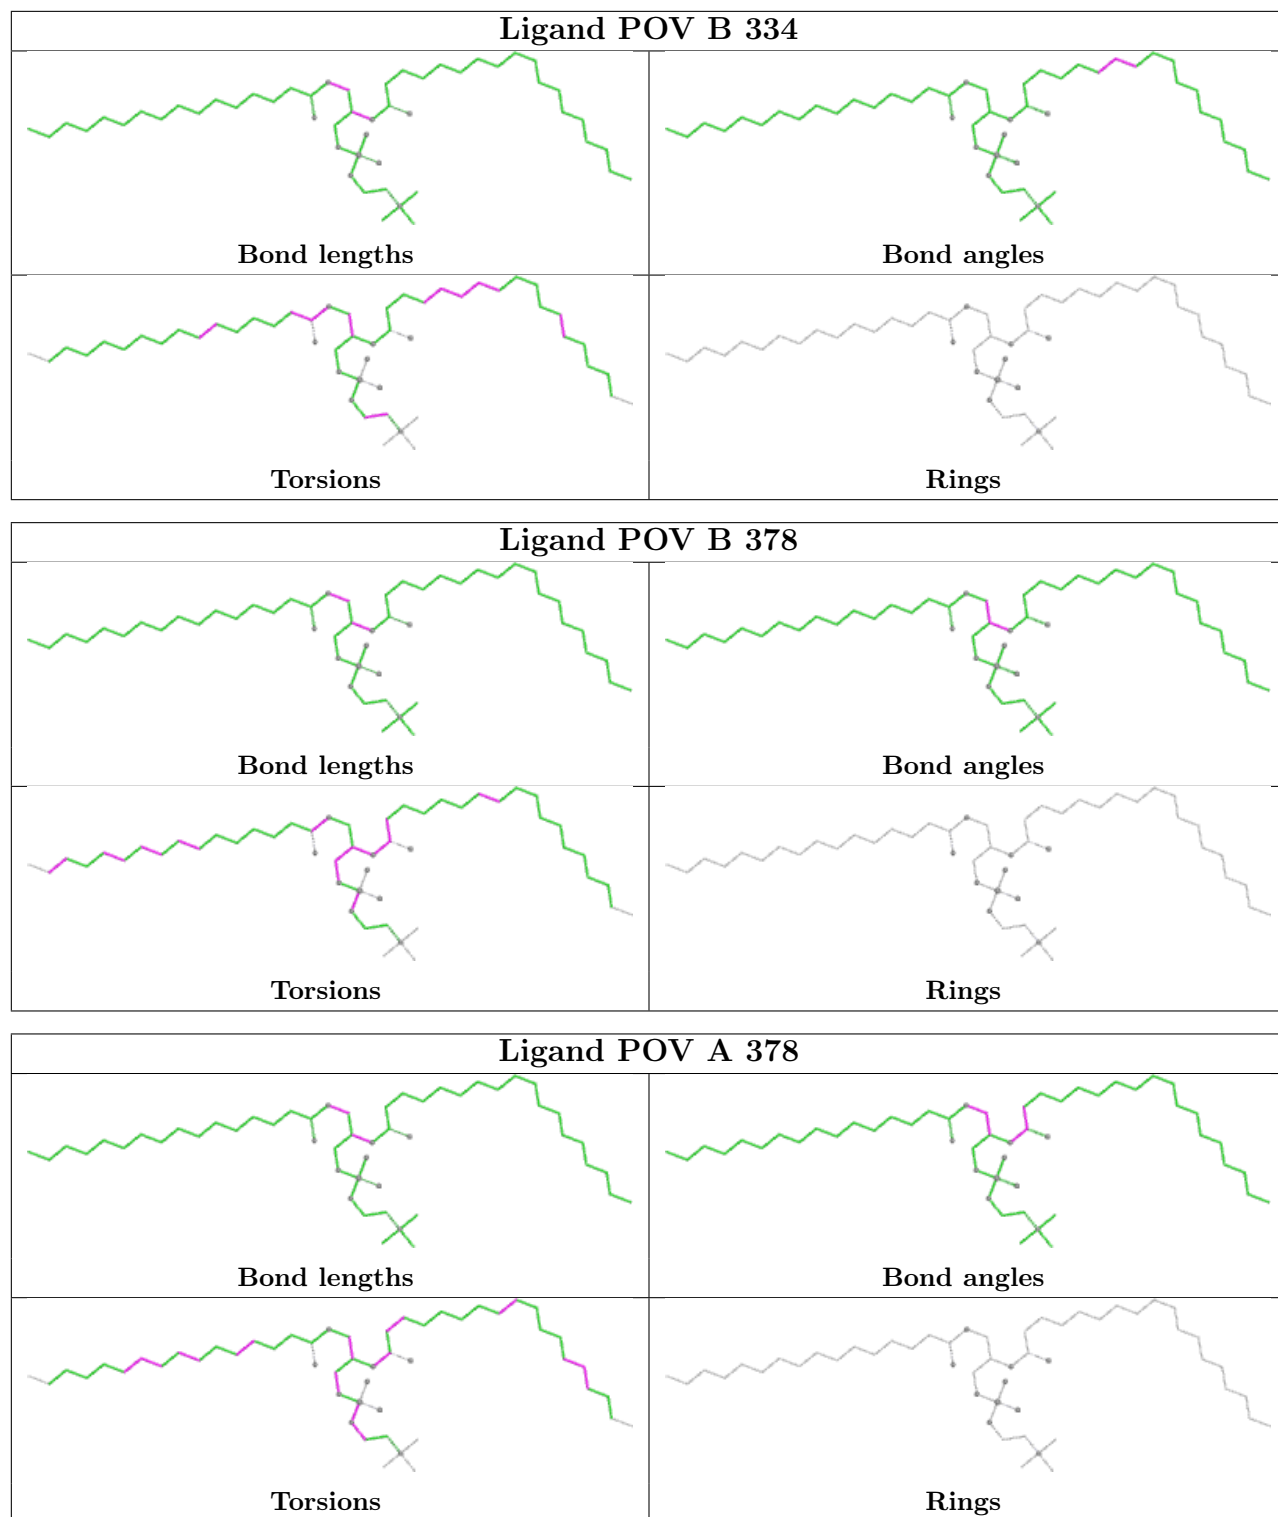 Ligand POV B 334
Bond lengths
Bond angles
Torsions
Rings
Ligand POV B 378
Bond lengths
Bond angles
Torsions
Rings
Ligand POV A 378
Bond lengths
Bond angles
Torsions
Rings